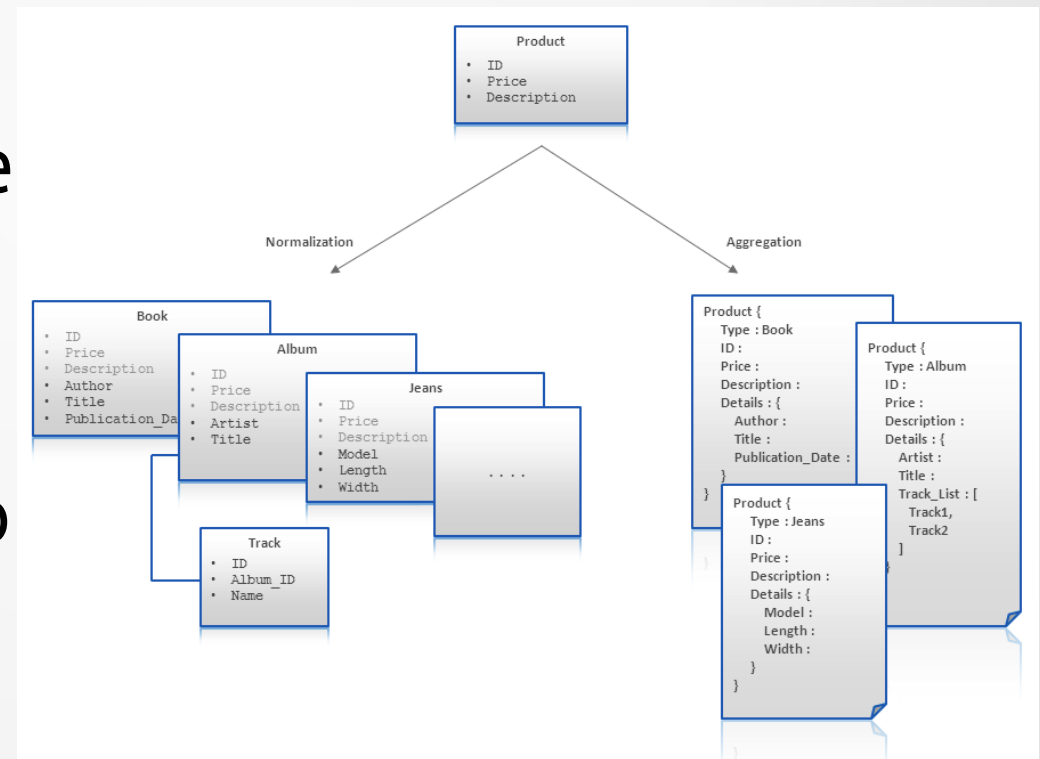 Product
• ID
• Price
• Description
Normalization
Aggregation
Book
• ID
• Price
• Description
• Author
• Title
• Publication_Da
Album
• ID
• Price
• Description
• Artist
• Title
Jeans
• ID
• Price
• Description
• Model
• Length
• Width
. . . .
Track
• ID
• Album_ID
• Name
Product {
Type : Book
ID :
Price :
Description :
Details : {
Author :
Title :
Publication_Date :
}
}
Product {
Type : Album
ID :
Price :
Description :
Details : {
Artist :
Title :
Track_List : [
Track1,
Track2
]
}
Product {
Type : Jeans
ID :
Price :
Description :
Details : {
Model :
Length :
Width :
}
}